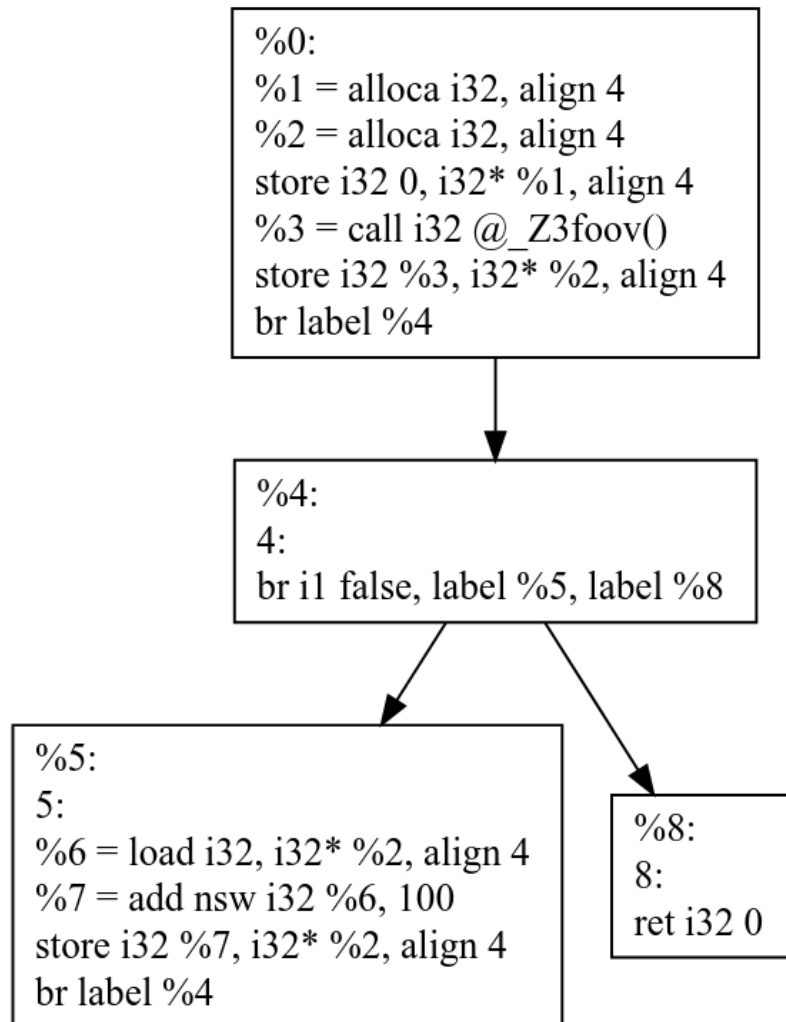 %0:
%1 = alloca i32, align 4
%2 = alloca i32, align 4
store i32 0, i32* %1, align 4
%3 = call i32 @_Z3foov()
store i32 %3, i32* %2, align 4
br label %4
%4:
4:
br i1 false, label %5, label %8
%5:
5:
%6 = load i32, i32* %2, align 4
%7 = add nsw i32 %6, 100
store i32 %7, i32* %2, align 4
br label %4
%8:
8:
ret i32 0